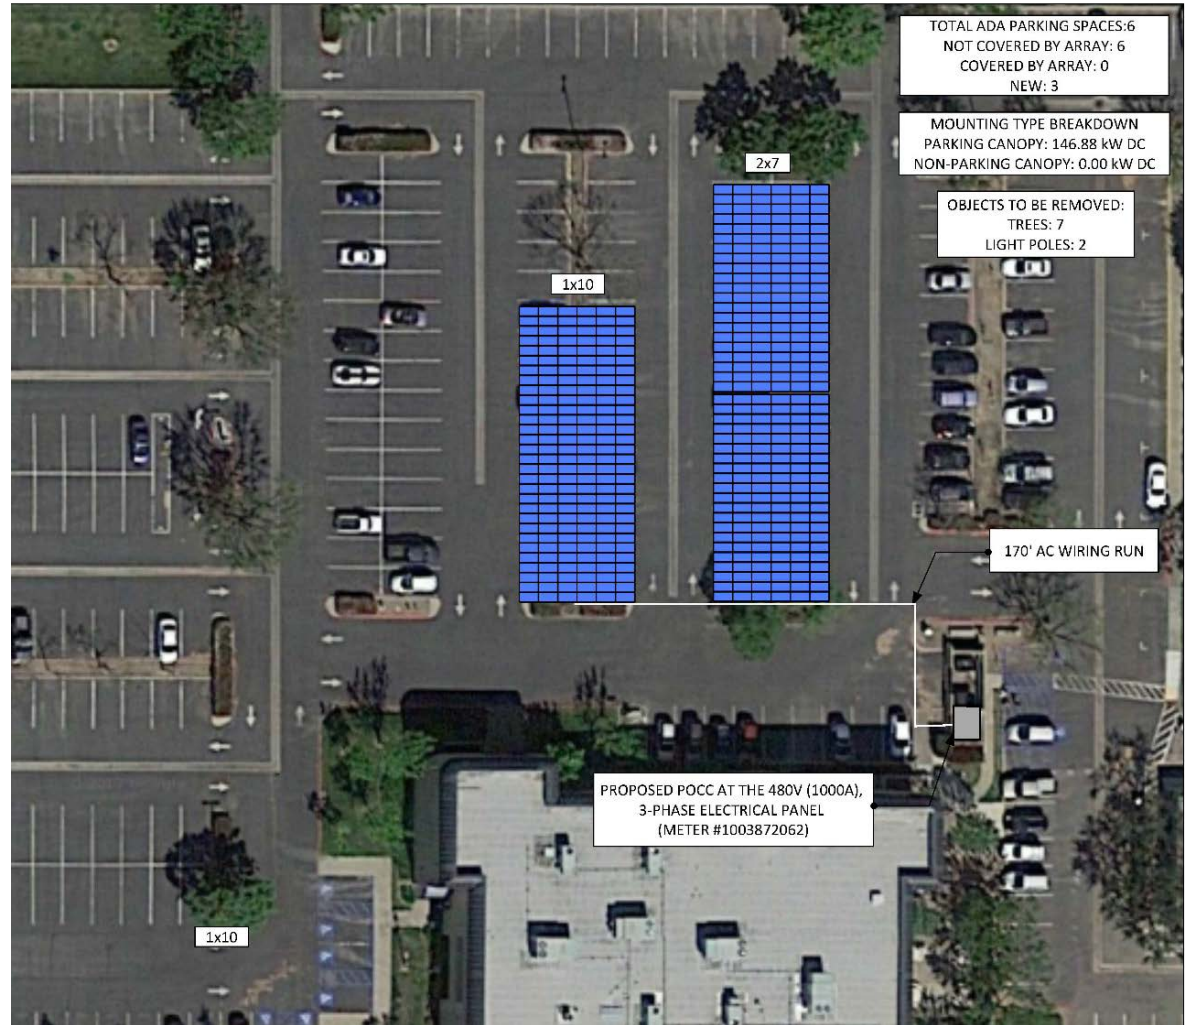 TOTAL ADA PARKING SPACES:6
NOT COVERED BY ARRAY: 6
COVERED BY ARRAY: 0
NEW: 3
MOUNTING TYPE BREAKDOWN
PARKING CANOPY: 146.88 kW DC
NON-PARKING CANOPY: 0.00 kW DC
2x7
OBJECTS TO BE REMOVED:
TREES: 7
LIGHT POLES: 2
1x10
170' AC WIRING RUN
PROPOSED POCC AT THE 480V (1000A),
3-PHASE ELECTRICAL PANEL
(METER #1003872062)
1x10